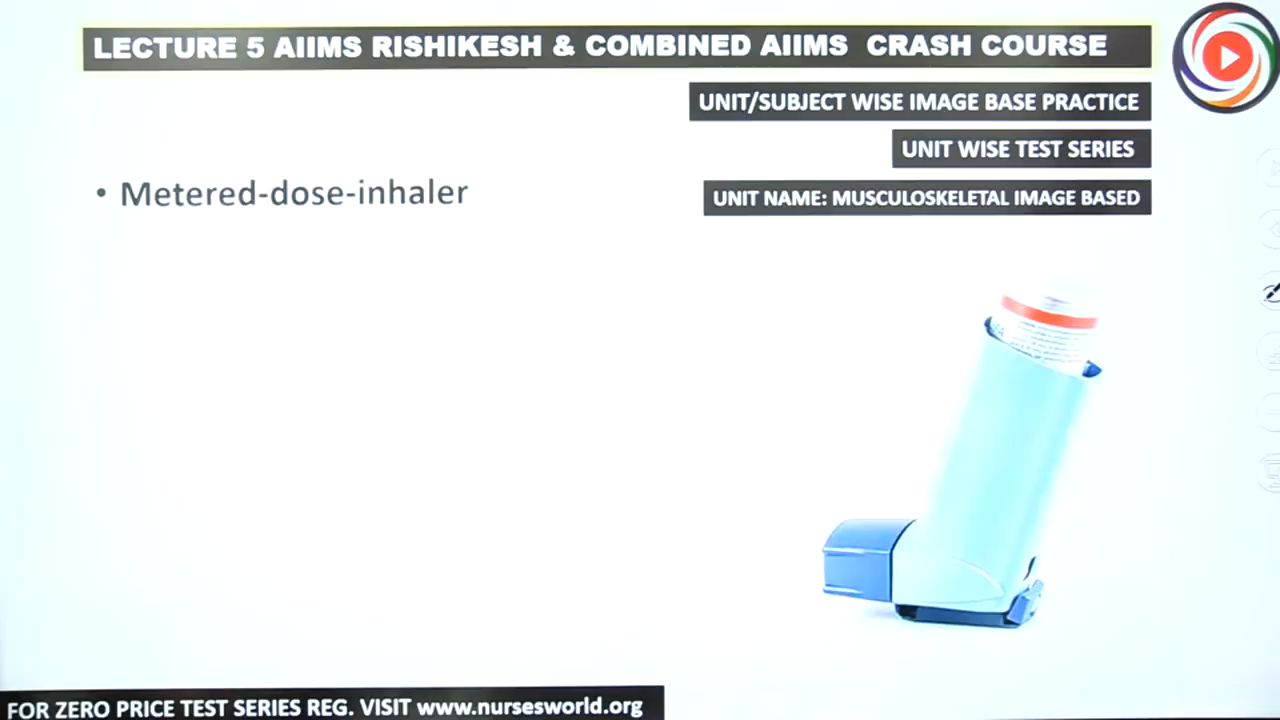 LECTURE 5 AIIMS RISHIKESH & COMBINED AIIMS CRASH COURSE
UNIT/SUBJECT WISE IMAGE BASE PRACTICE
UNIT WISE TEST SERIES
UNIT NAME: MUSCULOSKELETAL IMAGE BASED
• Metered-dose-inhaler
FOR ZERO PRICE TEST SERIES REG. VISIT www.nursesworld.org